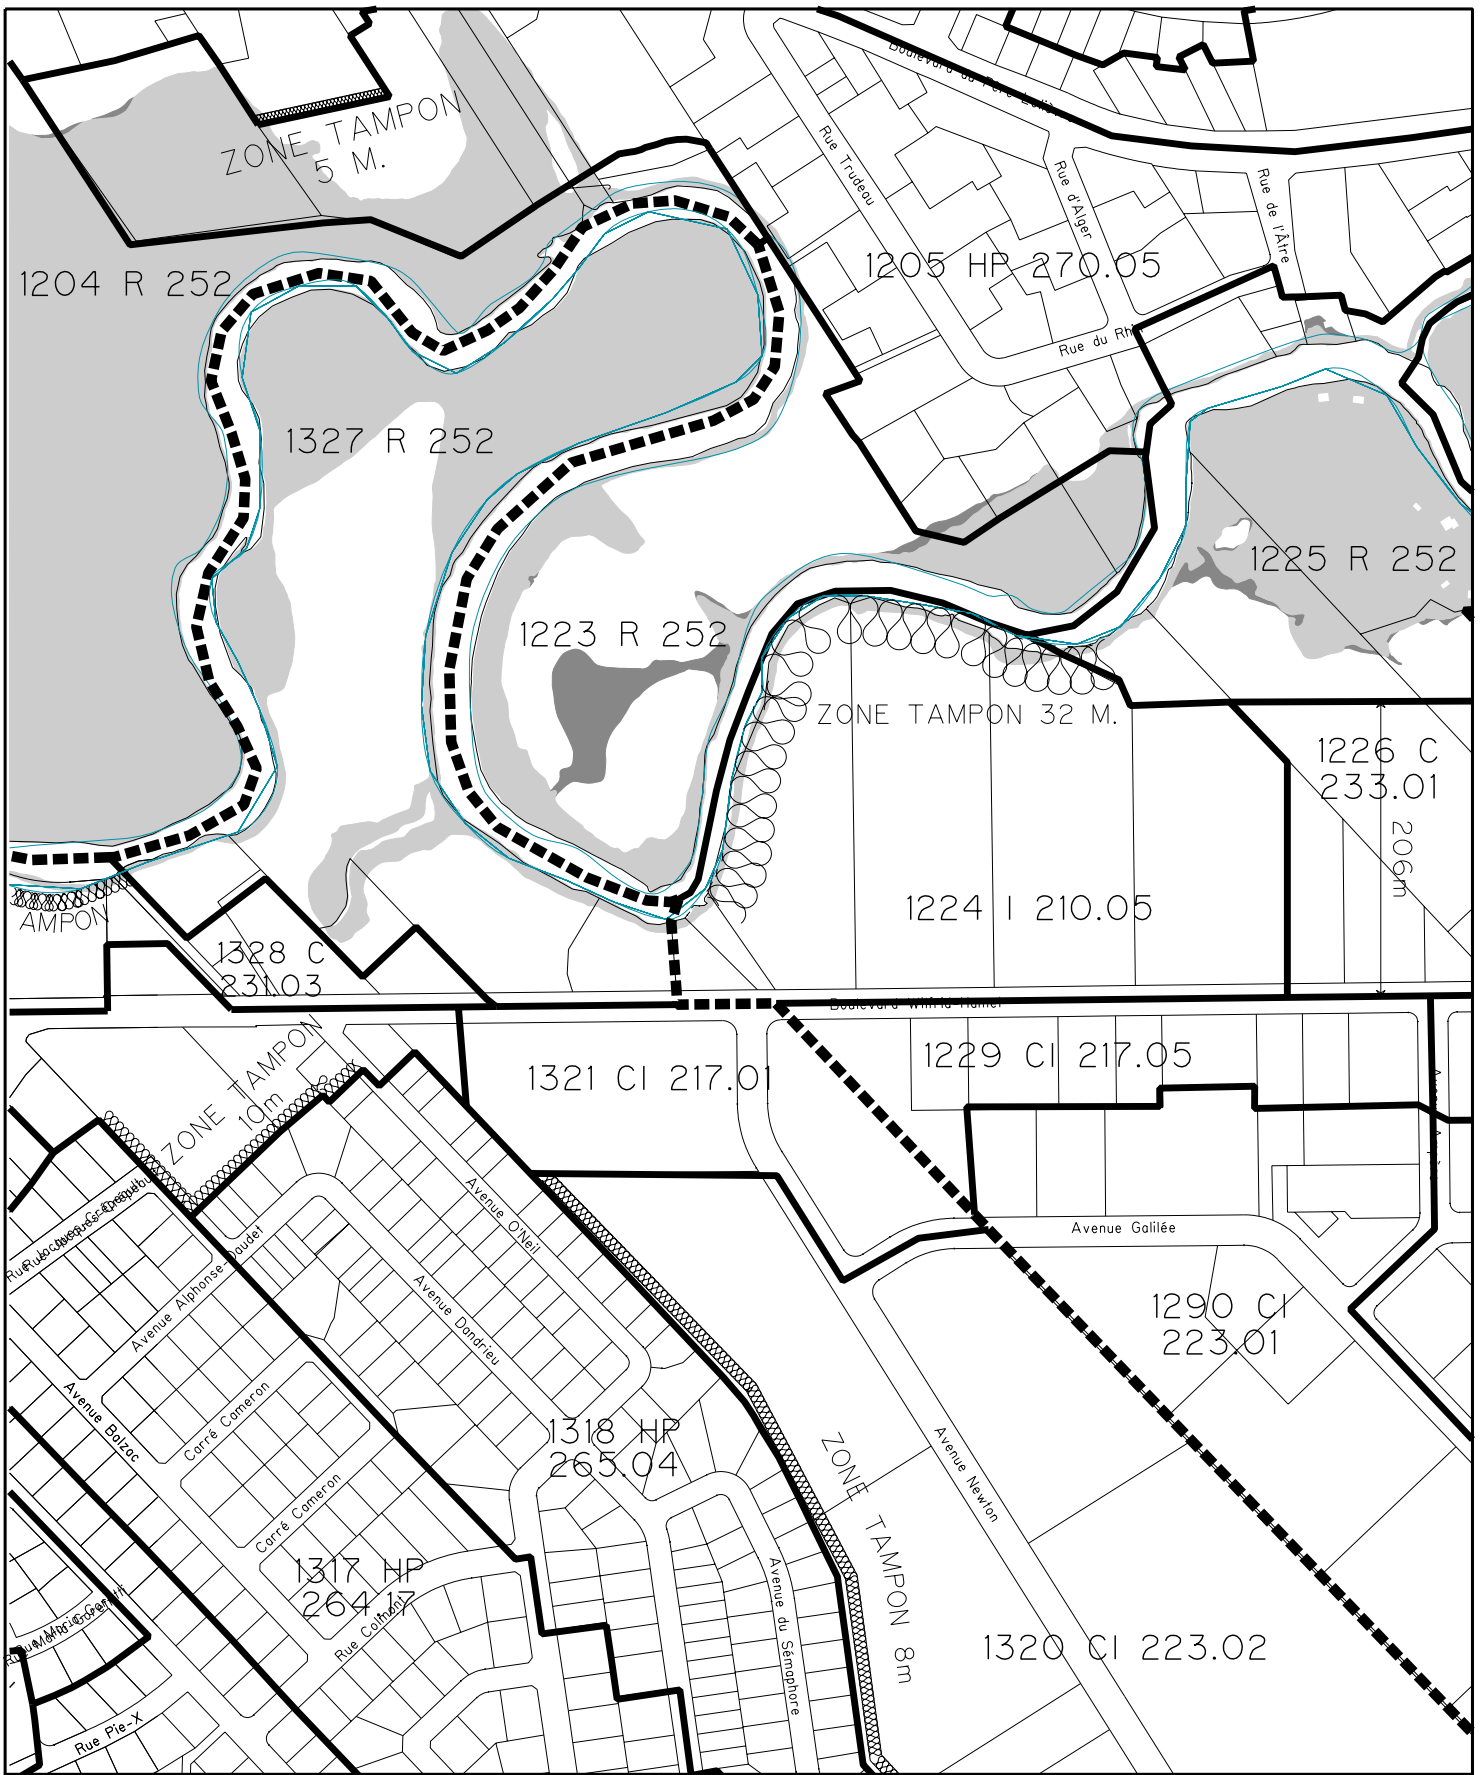 Boulevard du Père-Lelièvre
ZONE TAMPON
5 M.
Rue Trudeau
Rue d'Alger
Rue de l'Âtre
1204 R 252
1205 HP 270.05
Rue du Rhin
1327 R 252
1225 R 252
1223 R 252
ZONE TAMPON 32 M.
1226 C
233.01
206m
1224 I 210.05
AMPON
1328 C
231.03
Boulevard Wilfrid-Hamel
ZONE TAMPON
10m
1321 CI 217.01
1229 CI 217.05
Avenue O'Neil
Avenue Galilée
Avenue Alphonse-Daudet
Avenue Dandrieu
1290 CI
223.01
Avenue Balzac
Carré Cameron
1318 HP
265.04
ZONE TAMPON 8m
Avenue Newton
Carré Cameron
1317 HP
264.17
Rue Colmont
Avenue du Sémaphore
1320 CI 223.02
Rue Pie-X